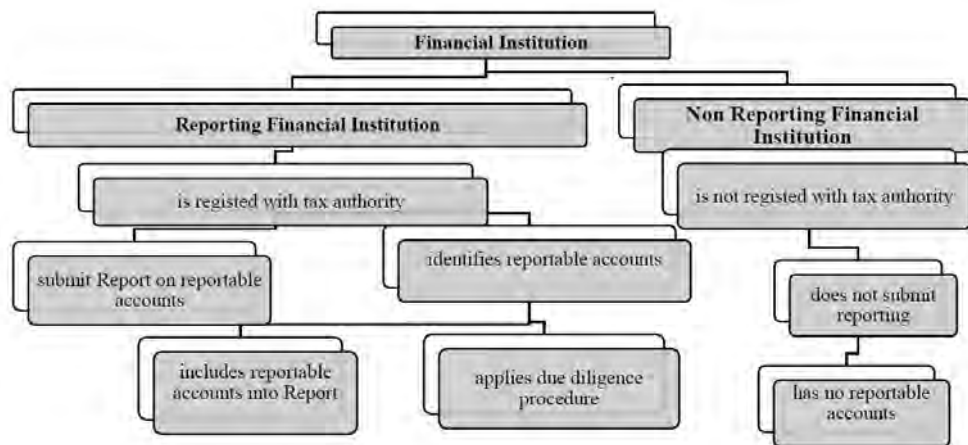 Financial Institution
Reporting Financial Institution
Non Reporting Financial
Institution
is registed with tax authority
is not registed with tax authority
submit Report on reportable
accounts
identifies reportable accounts
does not submit
reporting
includes reportable
accounts into Report
applies due diligence
procedure
has no reportable
accounts